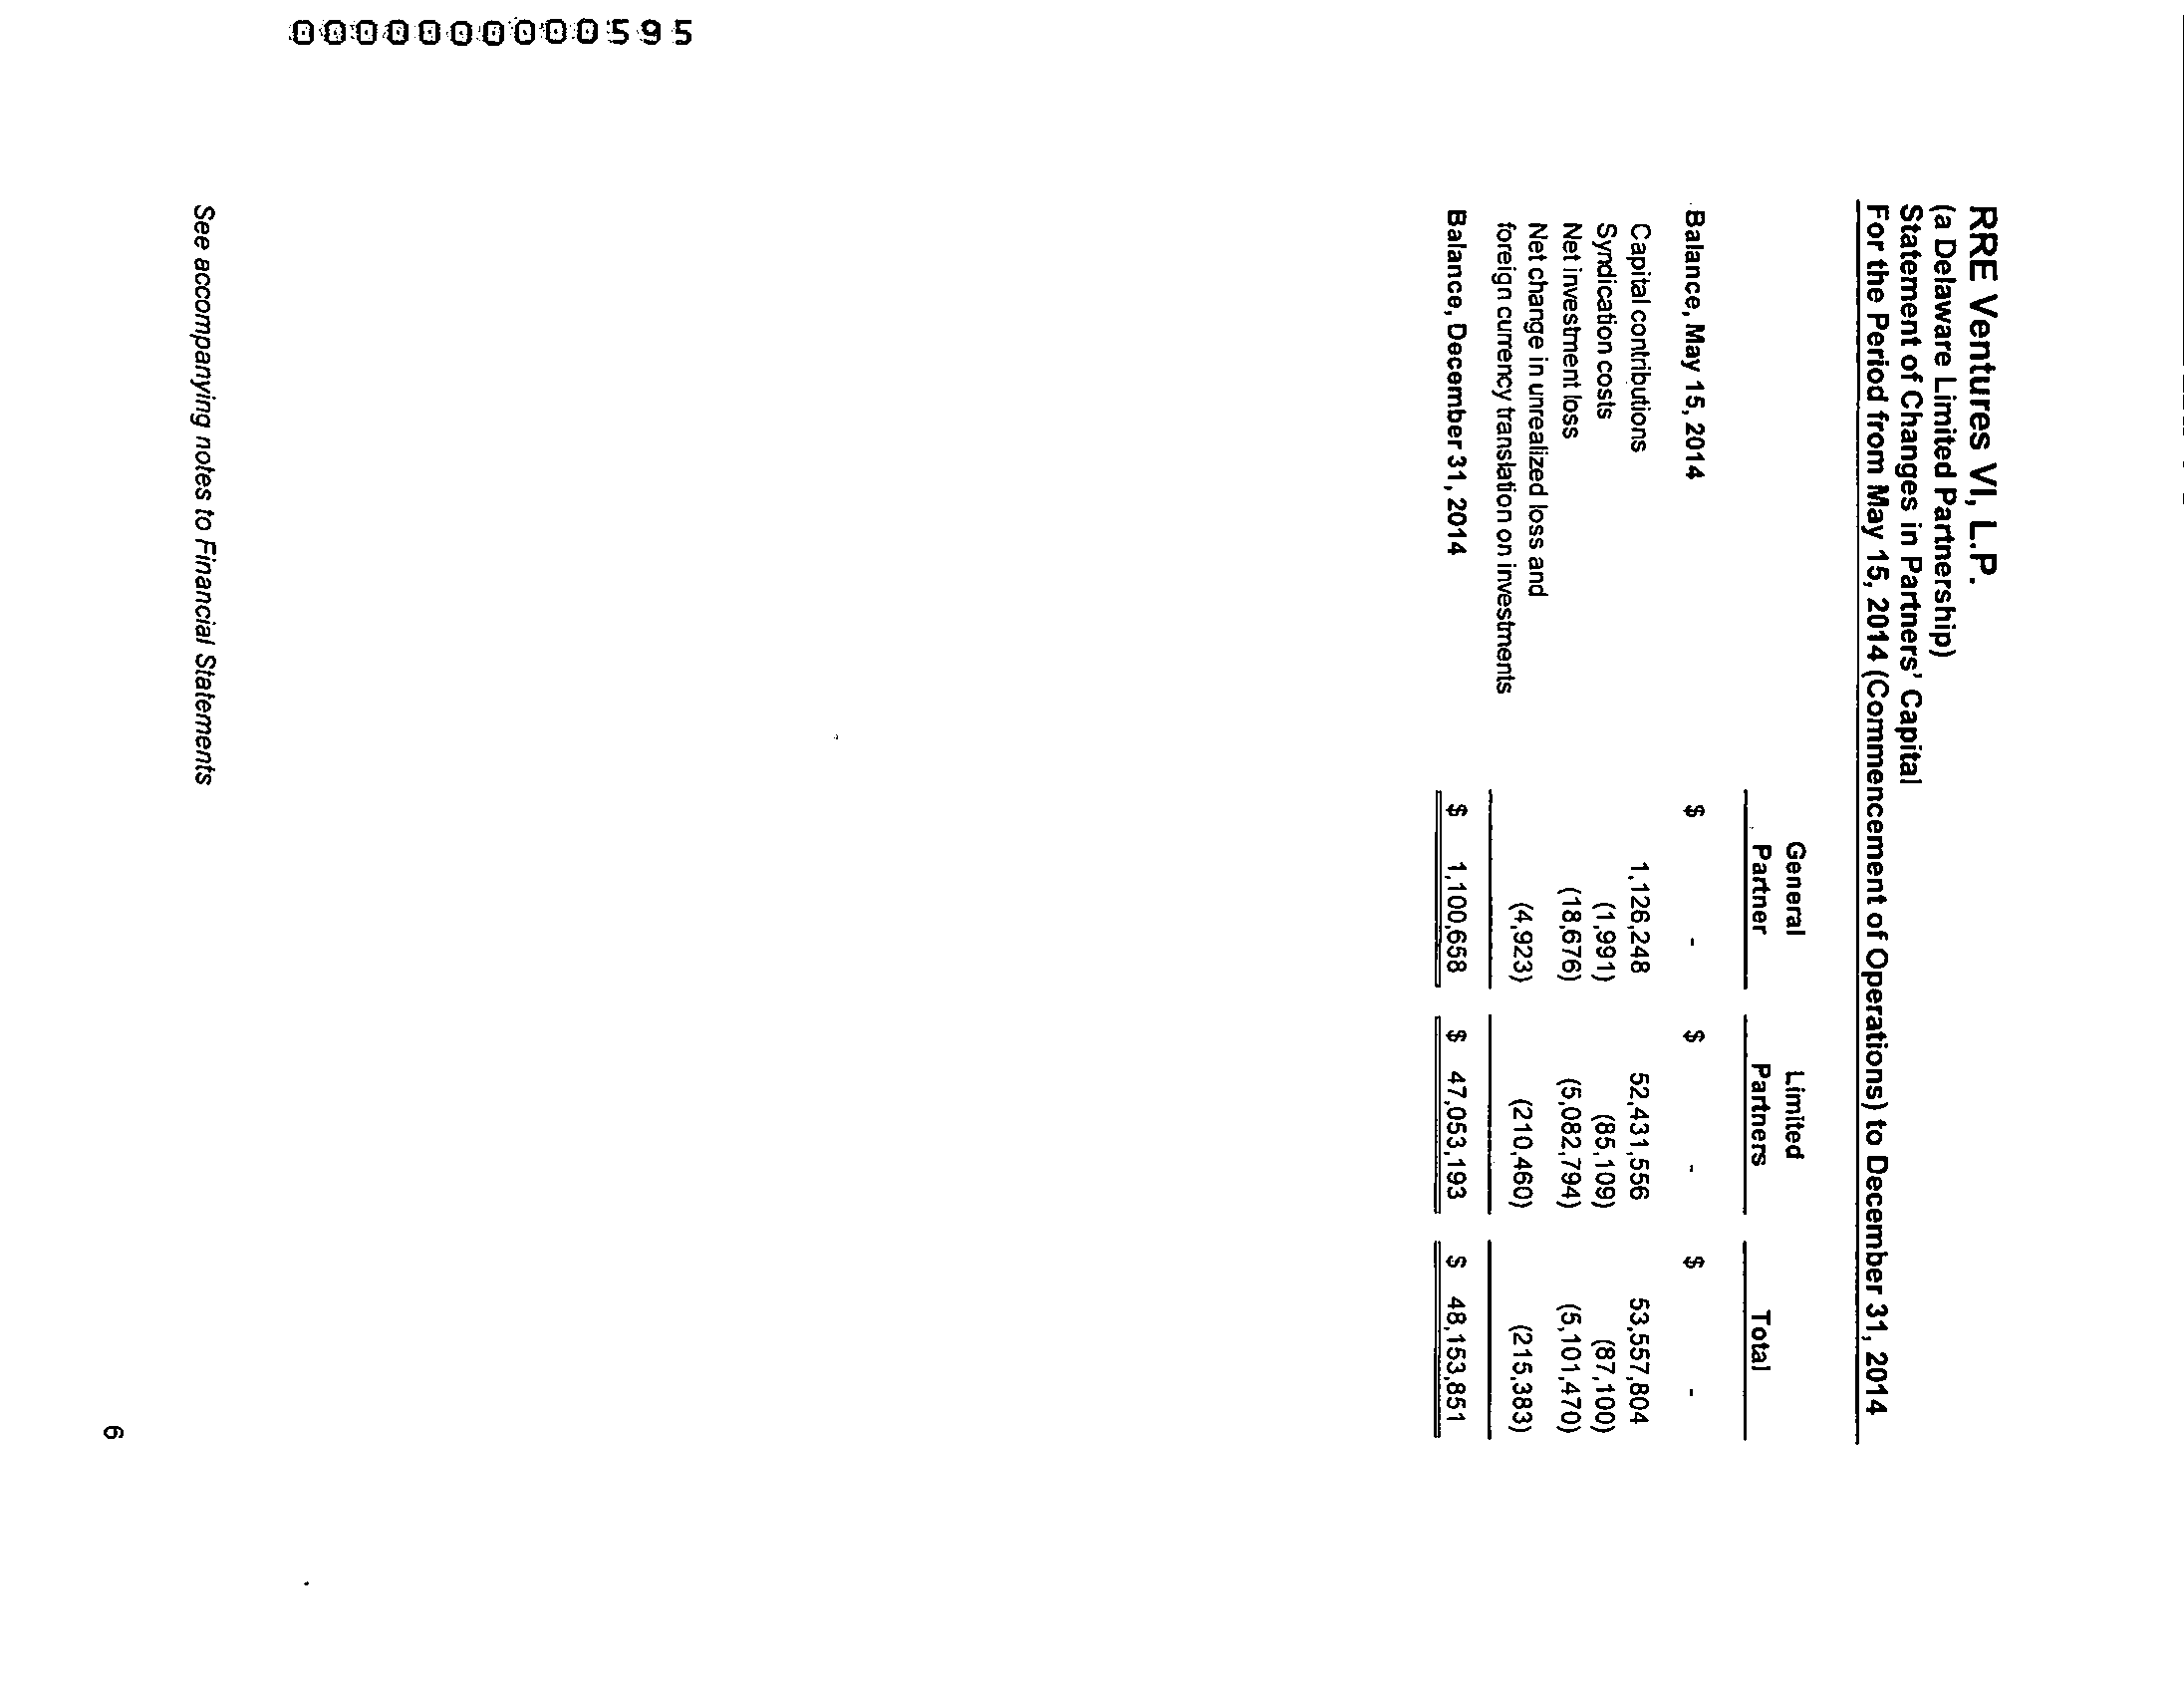 RRE Ventures VI, L.P.
(a Delaware Limited Partnership)
Statement of Changes in Partners' Capital
For the Period from May 15, 2014 (Commencement of Operations) to December 31, 2014
General Partner Limited Partners Total
Balance, May 15, 2014 $ - $ - $ -
Capital contributions 1,126,248 52,431,556 53,557,804
Syndication costs (1,991) (85,109) (87,100)
Net investment loss (18,676) (5,082,794) (5,101,470)
Net change in unrealized loss and
foreign currency translation on investments (4,923) (210,460) (215,383)
Balance, December 31, 2014 $ 1,100,658 $ 47,053,193 $ 48,153,851
See accompanying notes to Financial Statements
6
0000000000595